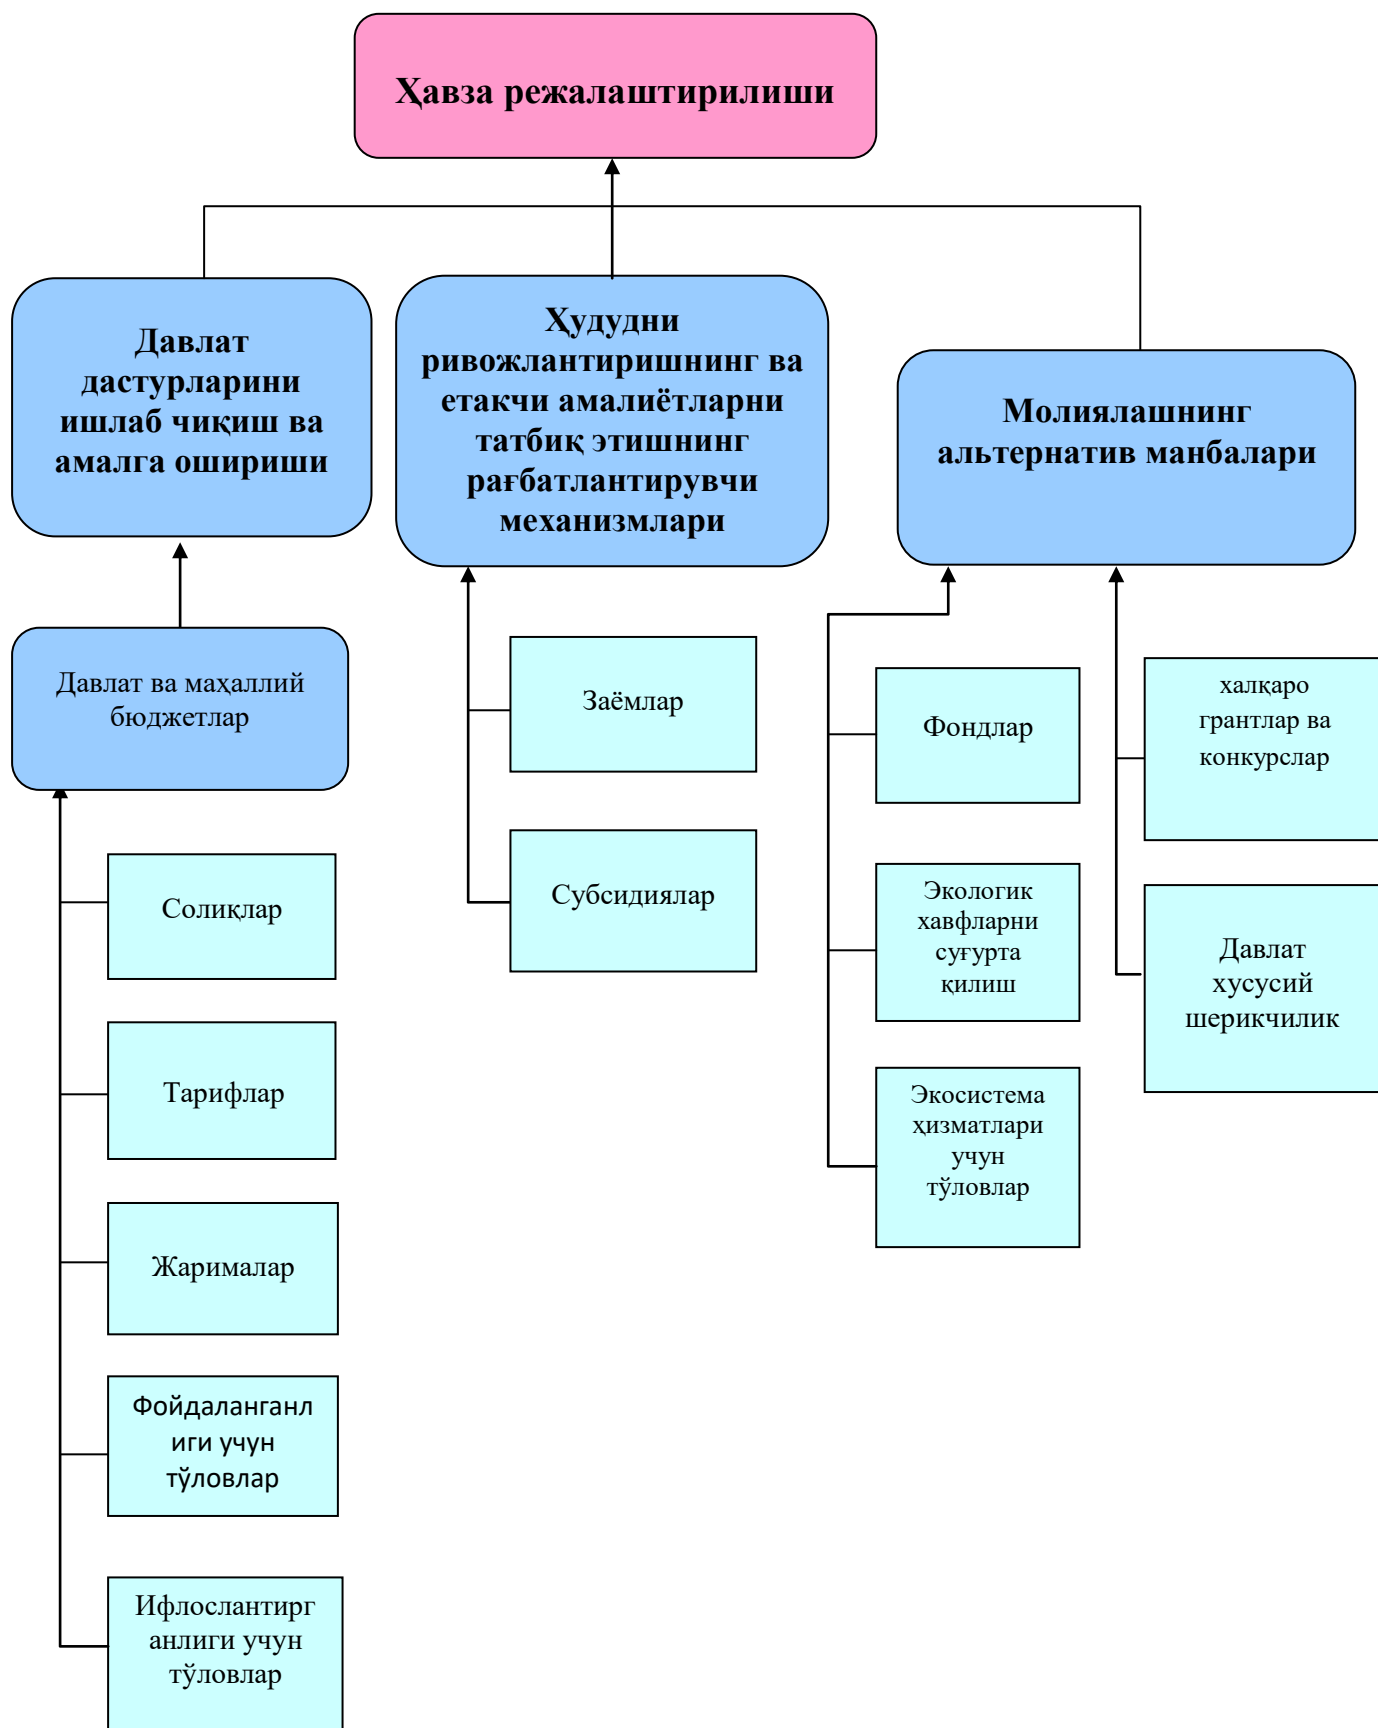 Ҳавза режалаштирилиши
Давлат
дастурларини
ишлаб чиқиш ва
амалга ошириши
Ҳудудни
ривожлантиришнинг ва
етакчи амалиётларни
татбиқ этишнинг
рағбатлантирувчи
механизмлари
Молиялашнинг
альтернатив манбалари
Давлат ва маҳаллий
бюджетлар
Солиқлар
Тарифлар
Жарималар
Фойдаланганл
иги учун
тўловлар
Ифлослантирг
анлиги учун
тўловлар
Заёмлар
Субсидиялар
Фондлар
Экологик
хавфларни
суғурта
қилиш
Экосистема
ҳизматлари
учун
тўловлар
халқаро
грантлар ва
конкурслар
Давлат
хусусий
шерикчилик